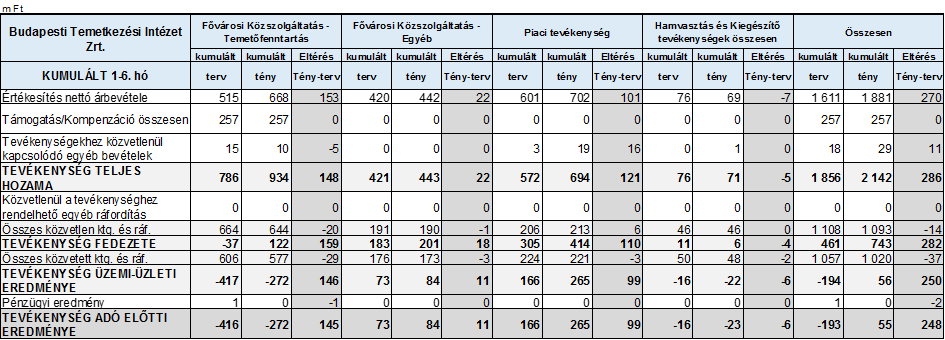 m Ft
Budapesti Temetkezési Intézet Zrt. Fővárosi Közszolgáltatás - Temetőfenntartás Fővárosi Közszolgáltatás - Egyéb Piaci tevékenység Hamvasztás és Kiegészítő tevékenységek összesen Összesen
kumulált kumulált Eltérés kumulált kumulált Eltérés kumulált kumulált Eltérés kumulált kumulált Eltérés kumulált kumulált Eltérés
KUMULÁLT 1-6. hó terv tény Tény-terv terv tény Tény-terv terv tény Tény-terv terv tény Tény-terv terv tény Tény-terv
Értékesítés nettó árbevétele 515 668 153 420 442 22 601 702 101 76 69 -7 1 611 1 881 270
Támogatás/Kompenzáció összesen 257 257 0 0 0 0 0 0 0 0 0 0 257 257 0
Tevékenységekhez közvetlenül kapcsolódó egyéb bevételek 15 10 -5 0 0 0 3 19 16 0 1 0 18 29 11
TEVÉKENYSÉG TELJES HOZAMA 786 934 148 421 443 22 572 694 121 76 71 -5 1 856 2 142 286
Közvetlenül a tevékenységhez rendelhető egyéb ráfordítás 0 0 0 0 0 0 0 0 0 0 0 0 0 0 0
Összes közvetlen ktg. és ráf. 664 644 -20 191 190 -1 206 213 6 46 46 0 1 108 1 093 -14
TEVÉKENYSÉG FEDEZETE -37 122 159 183 201 18 305 414 110 11 6 -4 461 743 282
Összes közvetett ktg. és ráf. 606 577 -29 176 173 -3 224 221 -3 50 48 -2 1 057 1 020 -37
TEVÉKENYSÉG ÜZEMI-ÜZLETI EREDMÉNYE -417 -272 146 73 84 11 166 265 99 -16 -22 -6 -194 56 250
Pénzügyi eredmény 1 0 -1 0 0 0 0 0 0 0 0 0 1 0 -2
TEVÉKENYSÉG ADÓ ELŐTTI EREDMÉNYE -416 -272 145 73 84 11 166 265 99 -16 -23 -6 -193 55 248